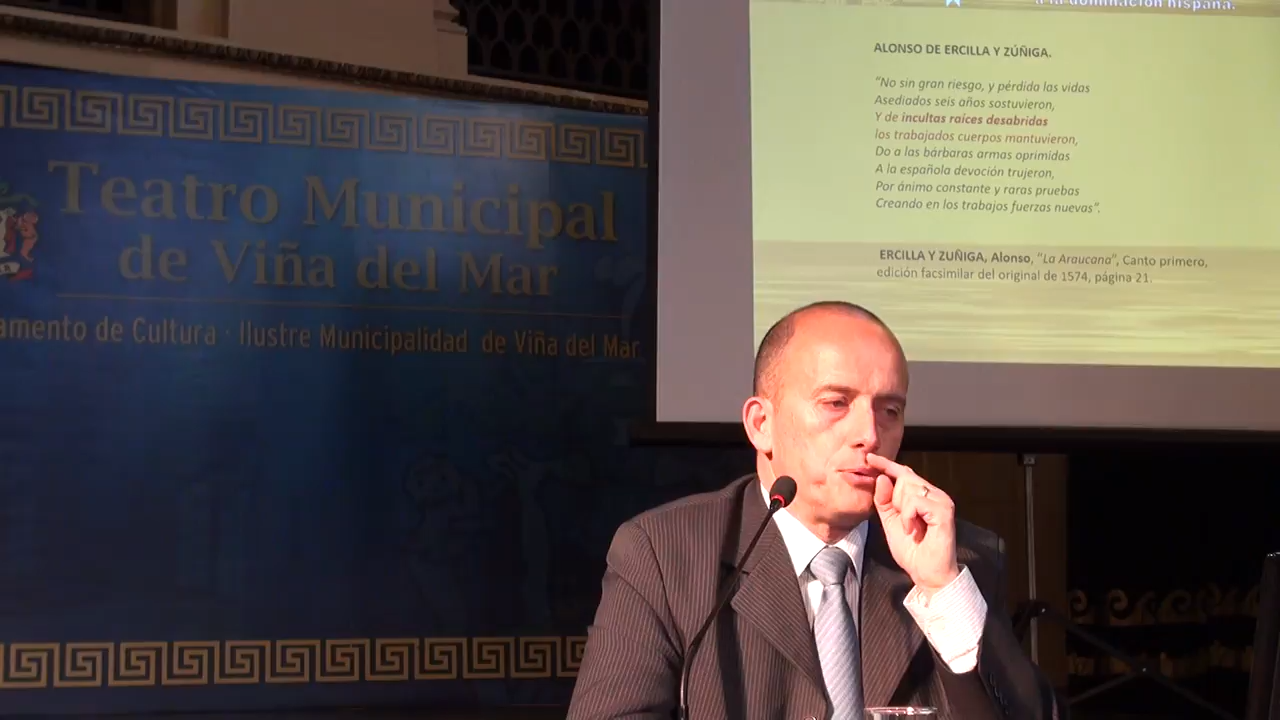 Teatro Municipal
de Viña del Mar
amento de Cultura · Ilustre Municipalidad de Viña del Mar
a la dominación hispana.
ALONSO DE ERCILLA Y ZÚÑIGA.
"No sin gran riesgo, y pérdida las vidas
Asediados seis años sostuvieron,
Y de incultas raíces desabridas
los trabajados cuerpos mantuvieron,
Do a las bárbaras armas oprimidas
A la española devoción trujeron,
Por ánimo constante y raras pruebas
Creando en los trabajos fuerzas nuevas".
ERCILLA Y ZUÑIGA, Alonso, "La Araucana", Canto primero,
edición facsimilar del original de 1574, página 21.